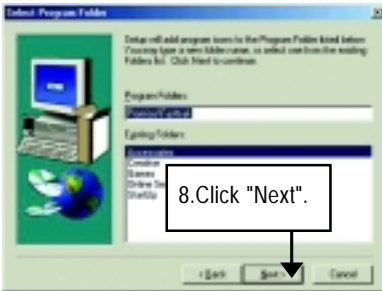 Select Program Folder
Setup will add program icons to the Program Folder listed below.
You may type a new folder name, or select one from the existing
Folders list. Click Next to continue.
Program Folders:
Existing Folders:
Accessories
Creative
Games
Online
StartUp
8.Click "Next".
< Back
Next >
Cancel